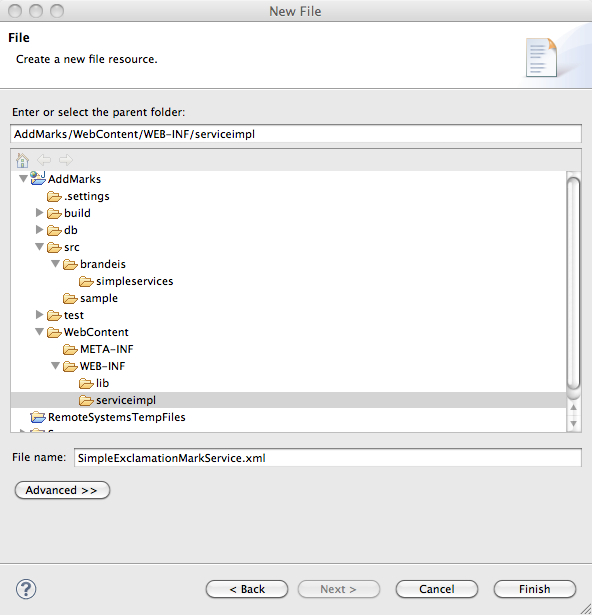 New File
File
Create a new file resource.
Enter or select the parent folder:
AddMarks/WebContent/WEB-INF/serviceimpl
AddMarks
.settings
build
db
src
brandeis
simpleservices
sample
test
WebContent
META-INF
WEB-INF
lib
serviceimpl
RemoteSystemsTempFiles
File name: SimpleExclamationMarkService.xml
Advanced >>
? < Back Next > Cancel Finish